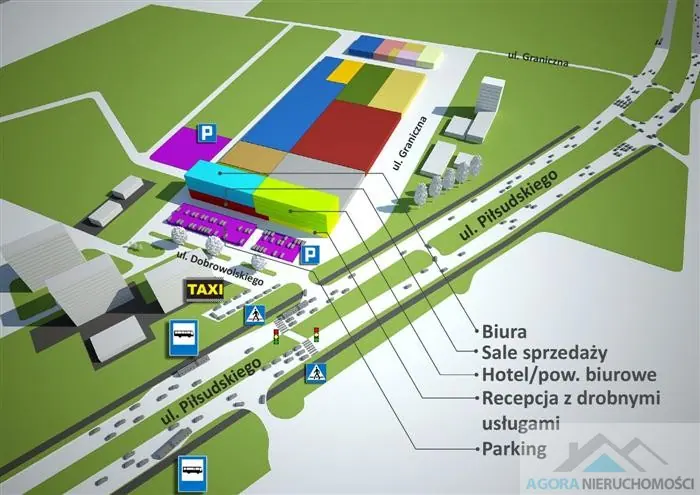 ul. Graniczna
P
ul. Graniczna
ul. Piłsudskiego
P
ul. Dobrowolskiego
TAXI
Biura
Sale sprzedaży
Hotel/pow. biurowe
Recepcja z drobnymi
usługami
Parking
ul. Piłsudskiego
AGORA NIERUCHOMOŚCI